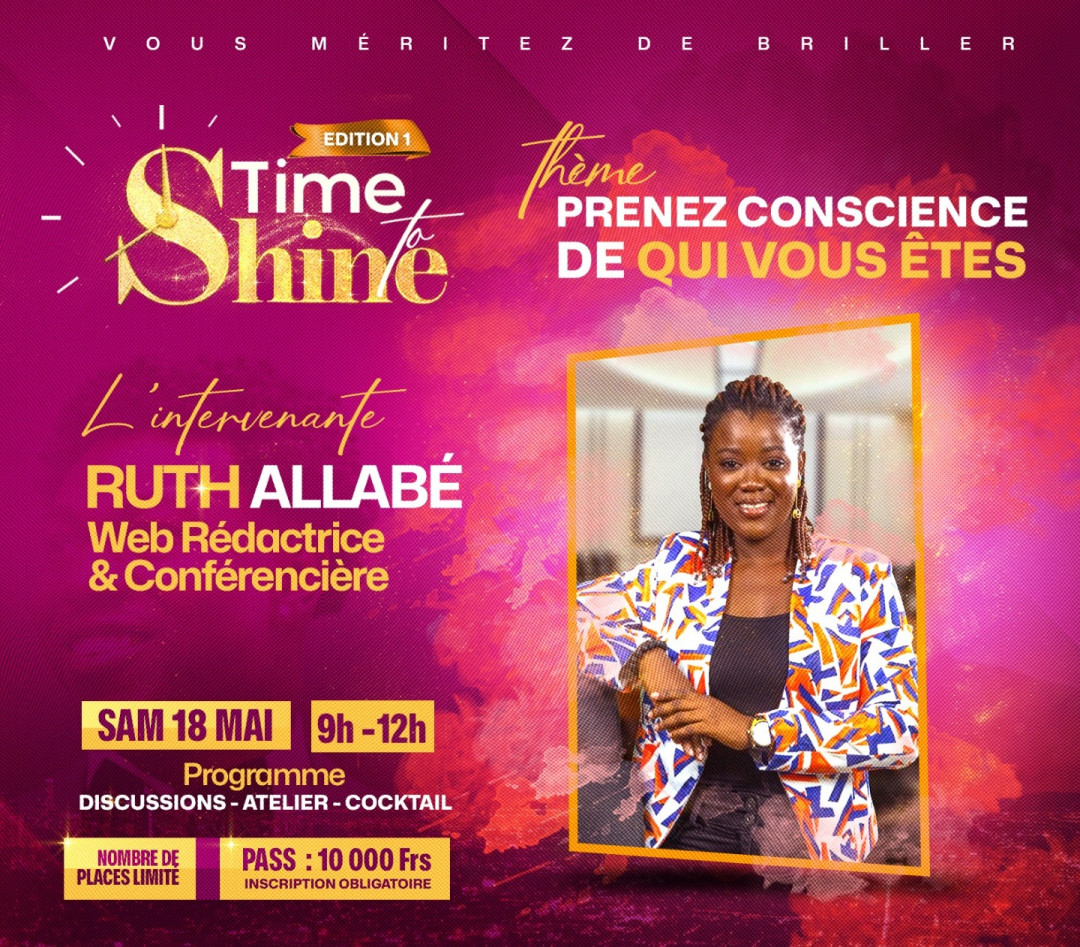 VOUS MÉRITEZ DE BRILLER
EDITION 1
Time
to
Shine
thème
PRENEZ CONSCIENCE
DE QUI VOUS ÊTES
L'intervenante
RUTH ALLABÉ
Web Rédactrice
& Conférencière
SAM 18 MAI
9h -12h
Programme
DISCUSSIONS - ATELIER - COCKTAIL
NOMBRE DE
PLACES LIMITÉ
PASS : 10 000 Frs
INSCRIPTION OBLIGATOIRE